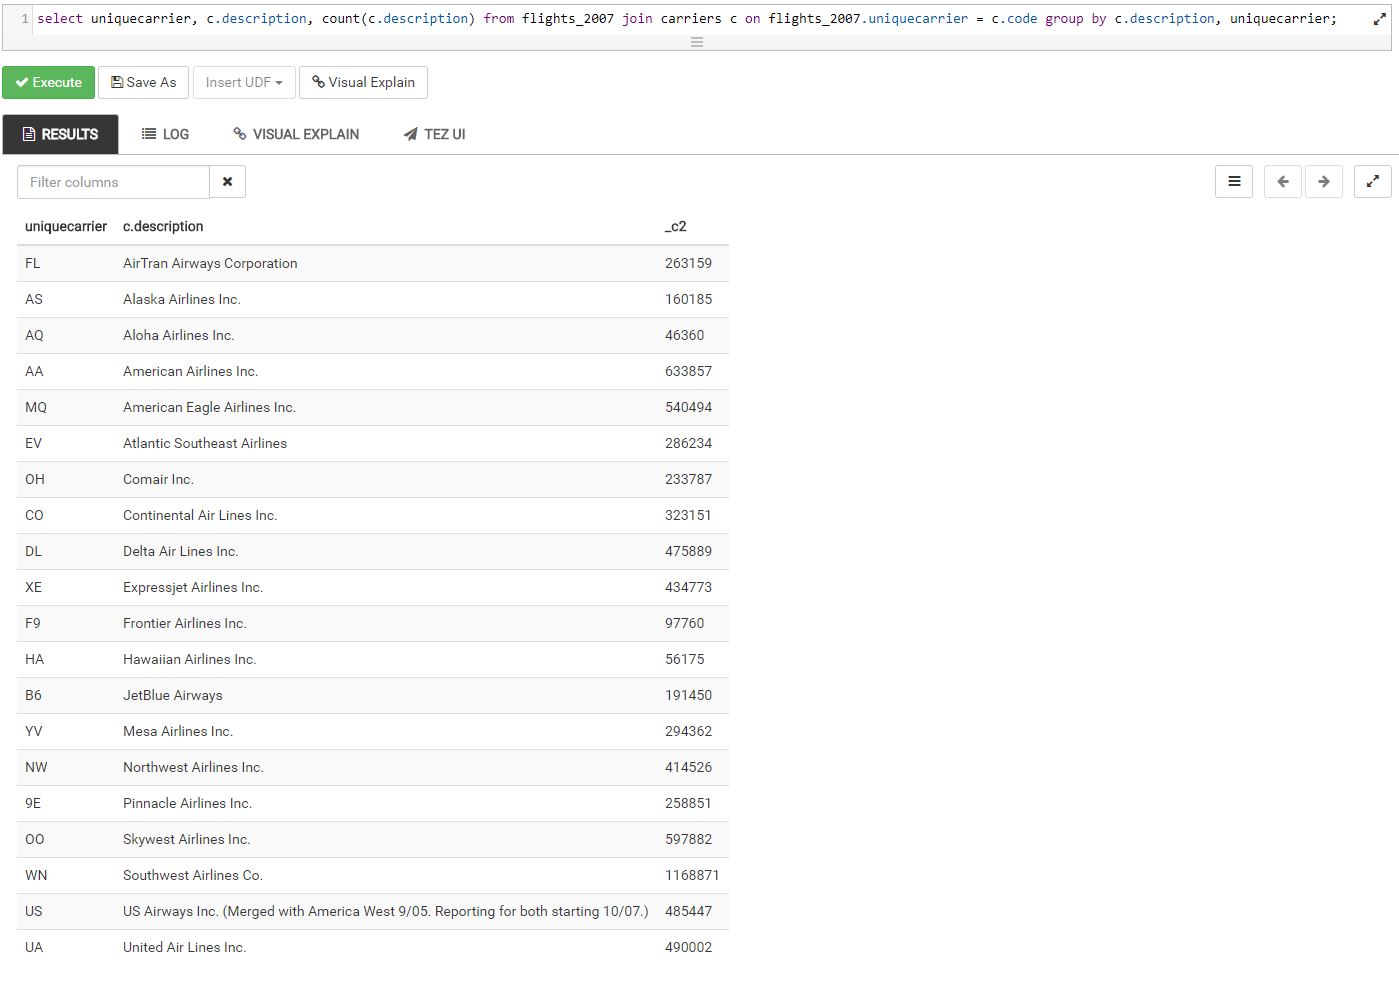 1 select uniquecarrier, c.description, count(c.description) from flights_2007 join carriers c on flights_2007.uniquecarrier = c.code group by c.description, uniquecarrier;
Execute Save As Insert UDF Visual Explain
RESULTS LOG VISUAL EXPLAIN TEZ UI
Filter columns
uniquecarrier c.description _c2
FL AirTran Airways Corporation 263159
AS Alaska Airlines Inc. 160185
AQ Aloha Airlines Inc. 46360
AA American Airlines Inc. 633857
MQ American Eagle Airlines Inc. 540494
EV Atlantic Southeast Airlines 286234
OH Comair Inc. 233787
CO Continental Air Lines Inc. 323151
DL Delta Air Lines Inc. 475889
XE Expressjet Airlines Inc. 434773
F9 Frontier Airlines Inc. 97760
HA Hawaiian Airlines Inc. 56175
B6 JetBlue Airways 191450
YV Mesa Airlines Inc. 294362
NW Northwest Airlines Inc. 414526
9E Pinnacle Airlines Inc. 258851
OO Skywest Airlines Inc. 597882
WN Southwest Airlines Co. 1168871
US US Airways Inc. (Merged with America West 9/05. Reporting for both starting 10/07.) 485447
UA United Air Lines Inc. 490002